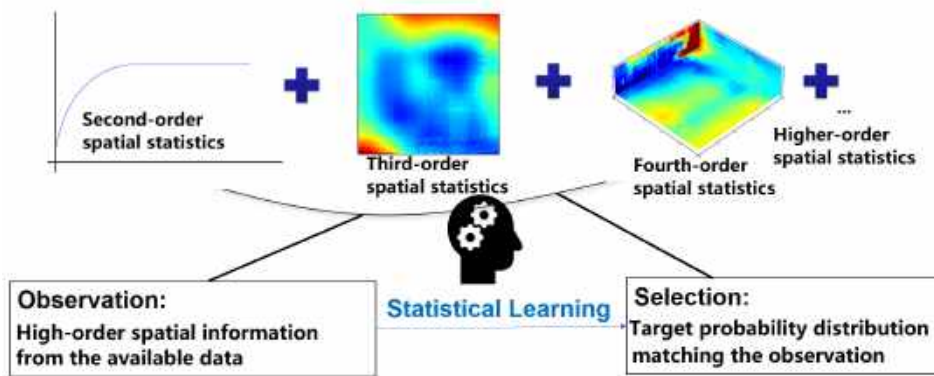 Second-order
spatial statistics
Third-order
spatial statistics
Fourth-order
spatial statistics
...
Higher-order
spatial statistics
Observation:
High-order spatial information
from the available data
Statistical Learning
Selection:
Target probability distribution
matching the observation